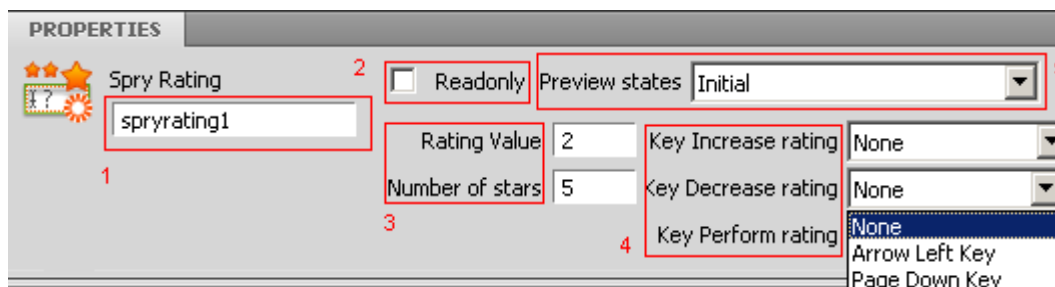 PROPERTIES
Spry Rating
spryrating1
1
2
Readonly
Preview states
Initial
Rating Value 2
Number of stars 5
3
Key Increase rating None
Key Decrease rating None
Key Perform rating
4
None
Arrow Left Key
Page Down Key